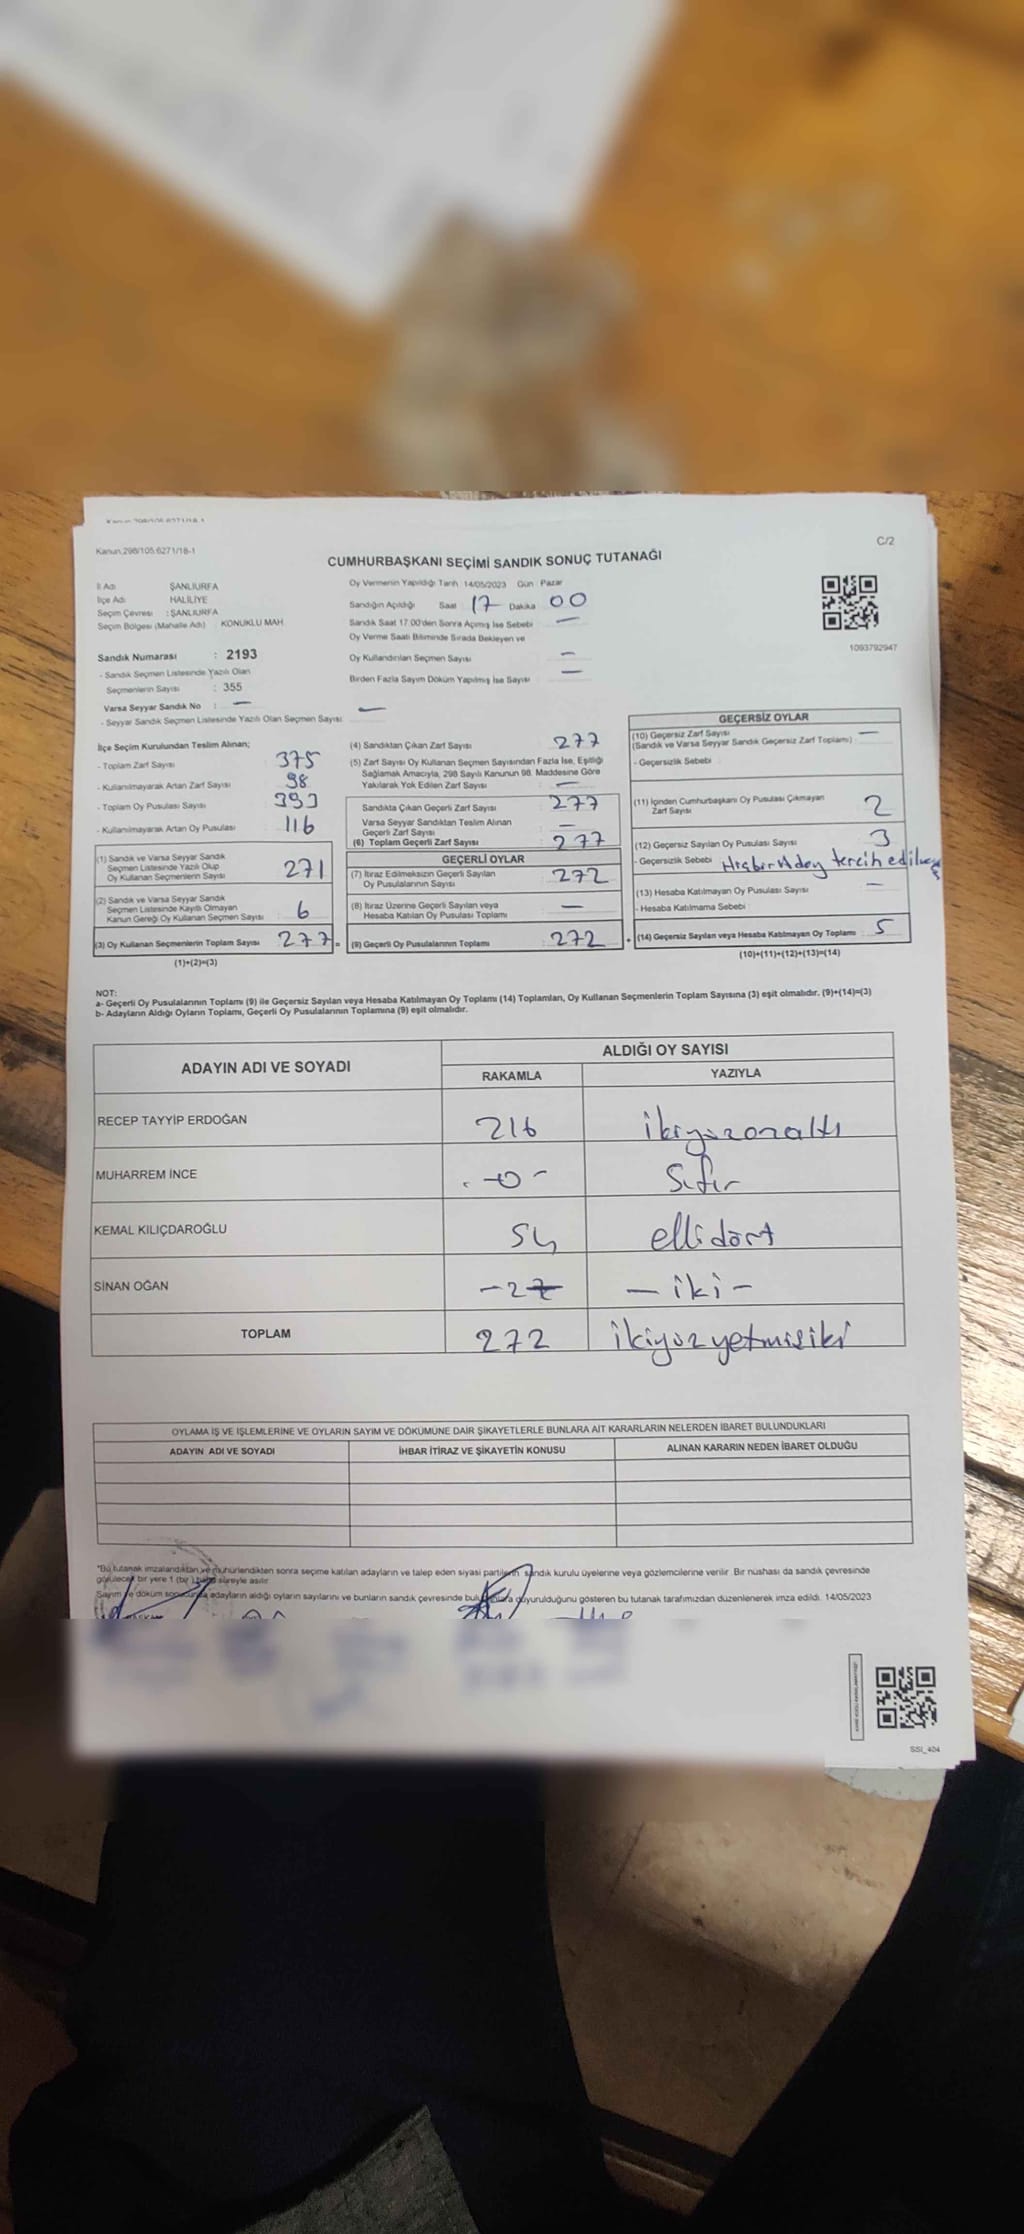 Kanun.298/105.6271/18-1
C/2
CUMHURBAŞKANI SEÇİMİ SANDIK SONUÇ TUTANAĞI
İl Adı ŞANLIURFA
İlçe Adı HALİLİYE
Seçim Çevresi : ŞANLIURFA
Seçim Bölgesi (Mahalle Adı) KONUKLU MAH
Sandık Numarası : 2193
- Sandık Seçmen Listesinde Yazılı Olan
Seçmenlerin Sayısı : 355
Varsa Seyyar Sandık No : —
- Seyyar Sandık Seçmen Listesinde Yazılı Olan Seçmen Sayısı —
Oy Vermenin Yapıldığı Tarih 14/05/2023 Gün Pazar
Sandığın Açıldığı Saat 17 Dakika 00
Sandık Saat 17.00'den Sonra Açımış İse Sebebi —
Oy Verme Saati Bitiminde Sırada Bekleyen ve
Oy Kullandırılan Seçmen Sayısı —
Birden Fazla Sayım Döküm Yapılmış İse Sayısı —
1093792947
İlçe Seçim Kurulundan Teslim Alınan;
- Toplam Zarf Sayısı 375
- Kullanılmayarak Artan Zarf Sayısı 98
- Toplam Oy Pusulası Sayısı 393
- Kullanılmayarak Artan Oy Pusulası 116
(1) Sandık ve Varsa Seyyar Sandık
Seçmen Listesinde Yazılı Olup
Oy Kullanan Seçmenlerin Sayısı 271
(2) Sandık ve Varsa Seyyar Sandık
Seçmen Listesinde Kayıtlı Olmayan
Kanun Gereği Oy Kullanan Seçmen Sayısı 6
(3) Oy Kullanan Seçmenlerin Toplam Sayısı 277 =
(1)+(2)=(3)
(4) Sandıktan Çıkan Zarf Sayısı 277
(5) Zarf Sayısı Oy Kullanan Seçmen Sayısından Fazla İse, Eşitliği
Sağlamak Amacıyla, 298 Sayılı Kanunun 98. Maddesine Göre
Yakılarak Yok Edilen Zarf Sayısı —
Sandıkta Çıkan Geçerli Zarf Sayısı 277
Varsa Seyyar Sandıktan Teslim Alınan
Geçerli Zarf Sayısı —
(6) Toplam Geçerli Zarf Sayısı 277
GEÇERLİ OYLAR
(7) İtiraz Edilmeksizin Geçerli Sayılan
Oy Pusulalarının Sayısı 272
(8) İtiraz Üzerine Geçerli Sayılan veya
Hesaba Katılan Oy Pusulası Toplamı —
(9) Geçerli Oy Pusulalarının Toplamı 272 +
GEÇERSİZ OYLAR
(10) Geçersiz Zarf Sayısı —
(Sandık ve Varsa Seyyar Sandık Geçersiz Zarf Toplamı)
- Geçersizlik Sebebi
(11) İçinden Cumhurbaşkanı Oy Pusulası Çıkmayan
Zarf Sayısı 2
(12) Geçersiz Sayılan Oy Pusulası Sayısı 3
- Geçersizlik Sebebi Hiçbir Aday tercih
(13) Hesaba Katılmayan Oy Pusulası Sayısı —
- Hesaba Katılmama Sebebi
(14) Geçersiz Sayılan veya Hesaba Katılmayan Oy Toplamı 5
(10)+(11)+(12)+(13)=(14)
NOT:
a- Geçerli Oy Pusulalarının Toplamı (9) ile Geçersiz Sayılan veya Hesaba Katılmayan Oy Toplamı (14) Toplamları, Oy Kullanan Seçmenlerin Toplam Sayısına (3) eşit olmalıdır. (9)+(14)=(3)
b- Adayların Aldığı Oyların Toplamı, Geçerli Oy Pusulalarının Toplamına (9) eşit olmalıdır.
ADAYIN ADI VE SOYADI ALDIĞI OY SAYISI
RAKAMLA YAZIYLA
RECEP TAYYİP ERDOĞAN 216 ikiyüzonaltı
MUHARREM İNCE -0- Sıfır
KEMAL KILIÇDAROĞLU 54 ellidört
SİNAN OĞAN -2- -iki-
TOPLAM 272 ikiyüzyetmişiki
OYLAMA İŞ VE İŞLEMLERİNE VE OYLARIN SAYIM VE DÖKÜMÜNE DAİR ŞİKAYETLERLE BUNLARA AİT KARARLARIN NELERDEN İBARET BULUNDUKLARI
ADAYIN ADI VE SOYADI İHBAR İTİRAZ VE ŞİKAYETİN KONUSU ALINAN KARARIN NEDEN İBARET OLDUĞU
*Bu tutanak imzalandıktan ve mühürlendikten sonra seçime katılan adayların ve talep eden siyasi partilerin sandık kurulu üyelerine veya gözlemcilerine verilir. Bir nüshası da sandık çevresinde
görülecek bir yere 1 (bir) hafta süreyle asılır
Sayım ve döküm sonucunda adayların aldığı oyların sayılarını ve bunların sandık çevresinde bulunanlara duyurulduğunu gösteren bu tutanak tarafımızdan düzenlenerek imza edildi. 14/05/2023
SSI_404